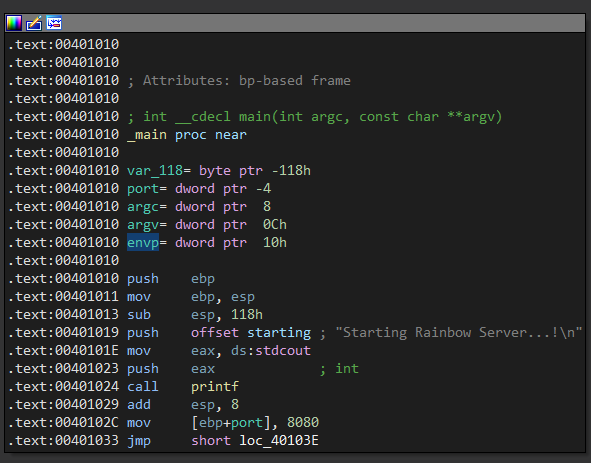 .text:00401010
.text:00401010
.text:00401010 ; Attributes: bp-based frame
.text:00401010
.text:00401010 ; int __cdecl main(int argc, const char **argv)
.text:00401010 _main proc near
.text:00401010
.text:00401010 var_118= byte ptr -118h
.text:00401010 port= dword ptr -4
.text:00401010 argc= dword ptr  8
.text:00401010 argv= dword ptr  0Ch
.text:00401010 envp= dword ptr  10h
.text:00401010
.text:00401010 push    ebp
.text:00401011 mov     ebp, esp
.text:00401013 sub     esp, 118h
.text:00401019 push    offset starting ; "Starting Rainbow Server...!\n"
.text:0040101E mov     eax, ds:stdcout
.text:00401023 push    eax             ; int
.text:00401024 call    printf
.text:00401029 add     esp, 8
.text:0040102C mov     [ebp+port], 8080
.text:00401033 jmp     short loc_40103E